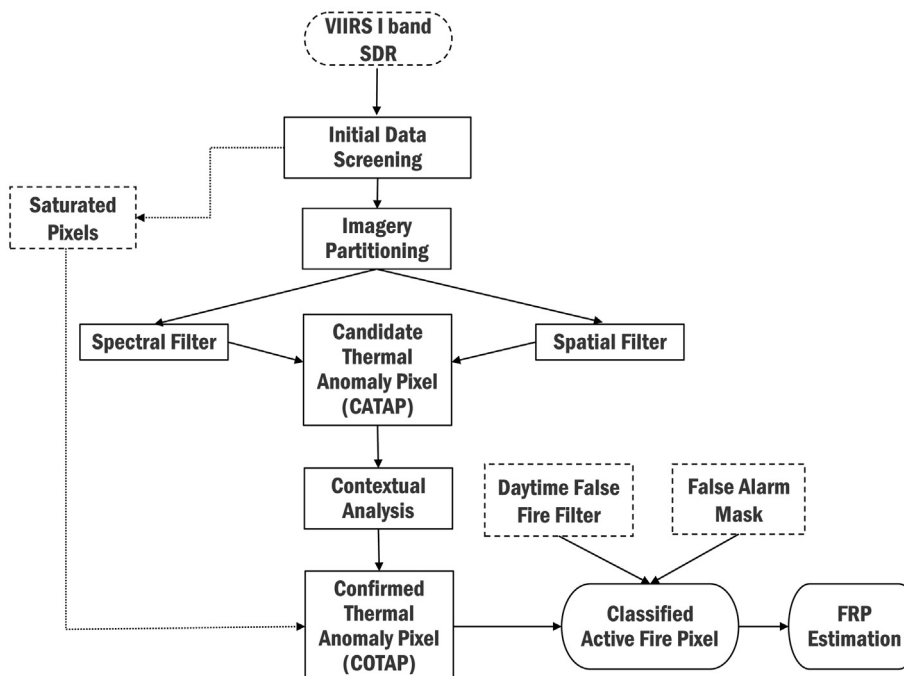 VIIRS I band
SDR
Initial Data
Screening
Saturated
Pixels
Imagery
Partitioning
Spectral Filter
Candidate
Thermal
Anomaly Pixel
(CATAP)
Spatial Filter
Contextual
Analysis
Daytime False
Fire Filter
False Alarm
Mask
Confirmed
Thermal
Anomaly Pixel
(COTAP)
Classified
Active Fire Pixel
FRP
Estimation